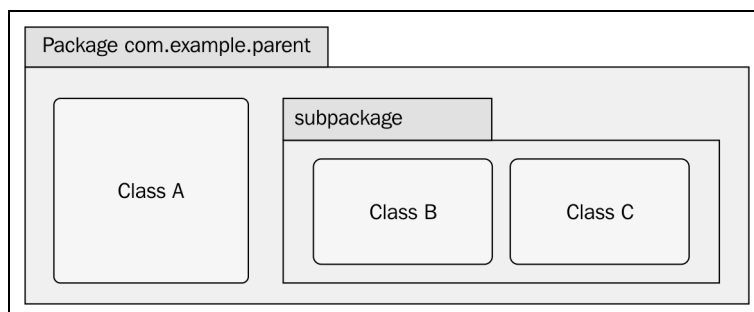 Package com.example.parent
subpackage
Class A
Class B
Class C